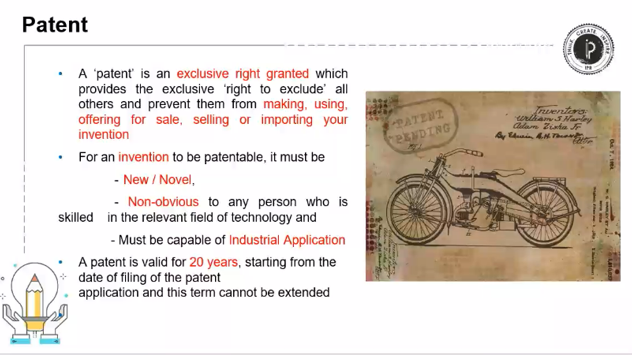 Patent
• A ‘patent’ is an exclusive right granted which
provides the exclusive ‘right to exclude’ all
others and prevent them from making, using,
offering for sale, selling or importing your
invention
• For an invention to be patentable, it must be
- New / Novel,
- Non-obvious to any person who is
skilled in the relevant field of technology and
- Must be capable of Industrial Application
• A patent is valid for 20 years, starting from the
date of filing of the patent
application and this term cannot be extended
THINK. CREATE. INSPIRE
ip
PATENT
PENDING
Inventors:
William S Harley